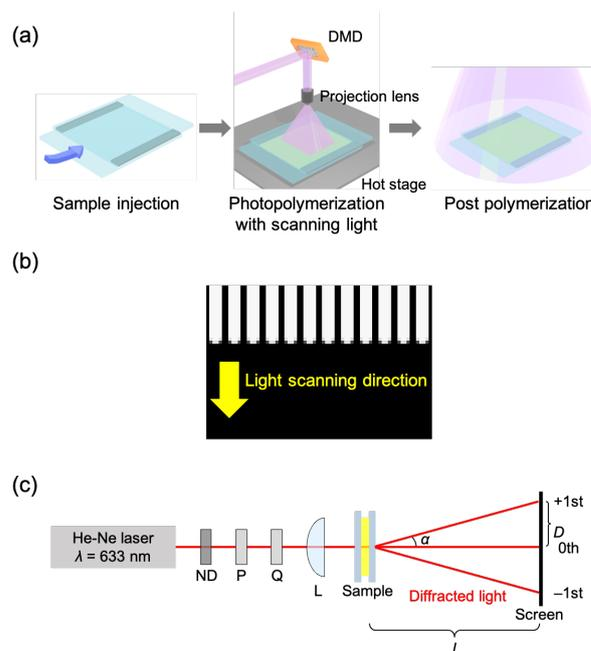 (a)
DMD
Projection lens
Hot stage
Sample injection
Photopolymerization
with scanning light
Post polymerization
(b)
Light scanning direction
(c)
He-Ne laser
λ = 633 nm
ND
P
Q
L
Sample
α
Diffracted light
+1st
D
0th
−1st
Screen